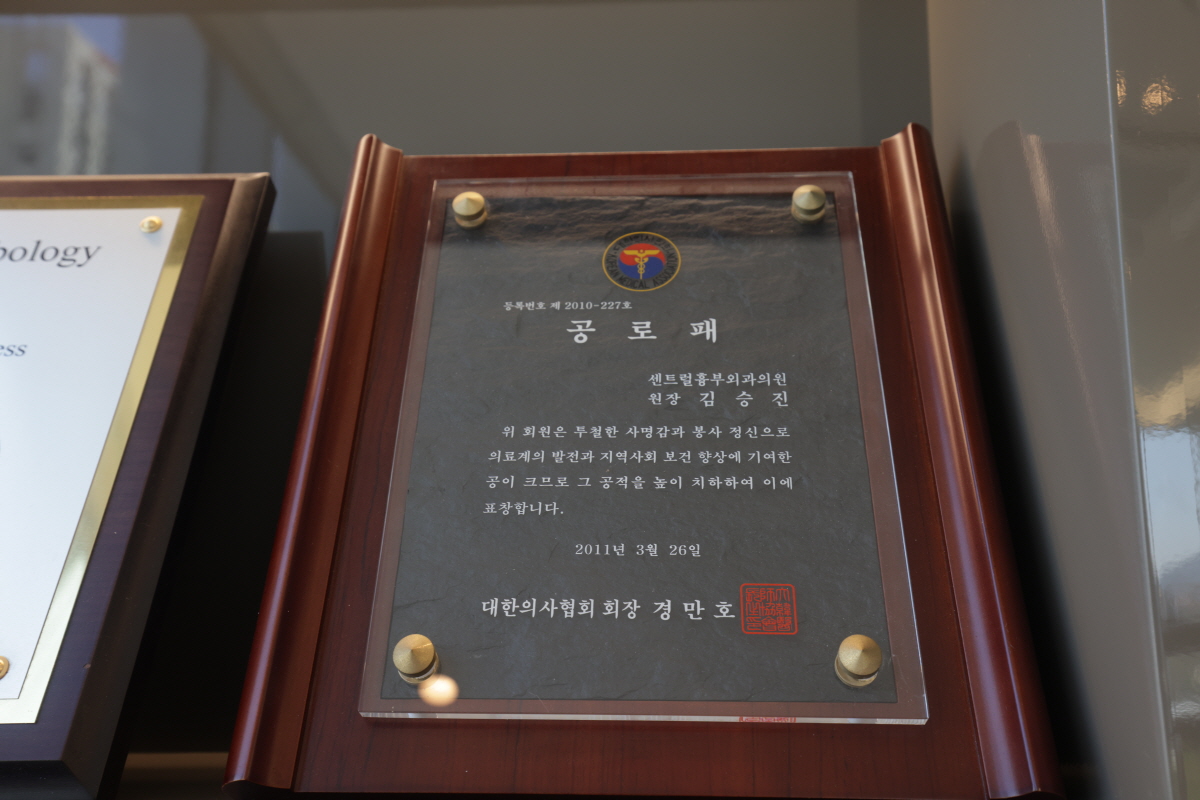 bology
ess
등록번호 제 2010-227호
공 로 패
센트럴흉부외과의원
원장 김 승 진
위 회원은 투철한 사명감과 봉사 정신으로
의료계의 발전과 지역사회 보건 향상에 기여한
공이 크므로 그 공적을 높이 치하하여 이에
표창합니다.
2011년 3월 26일
대한의사협회 회장 경 만 호